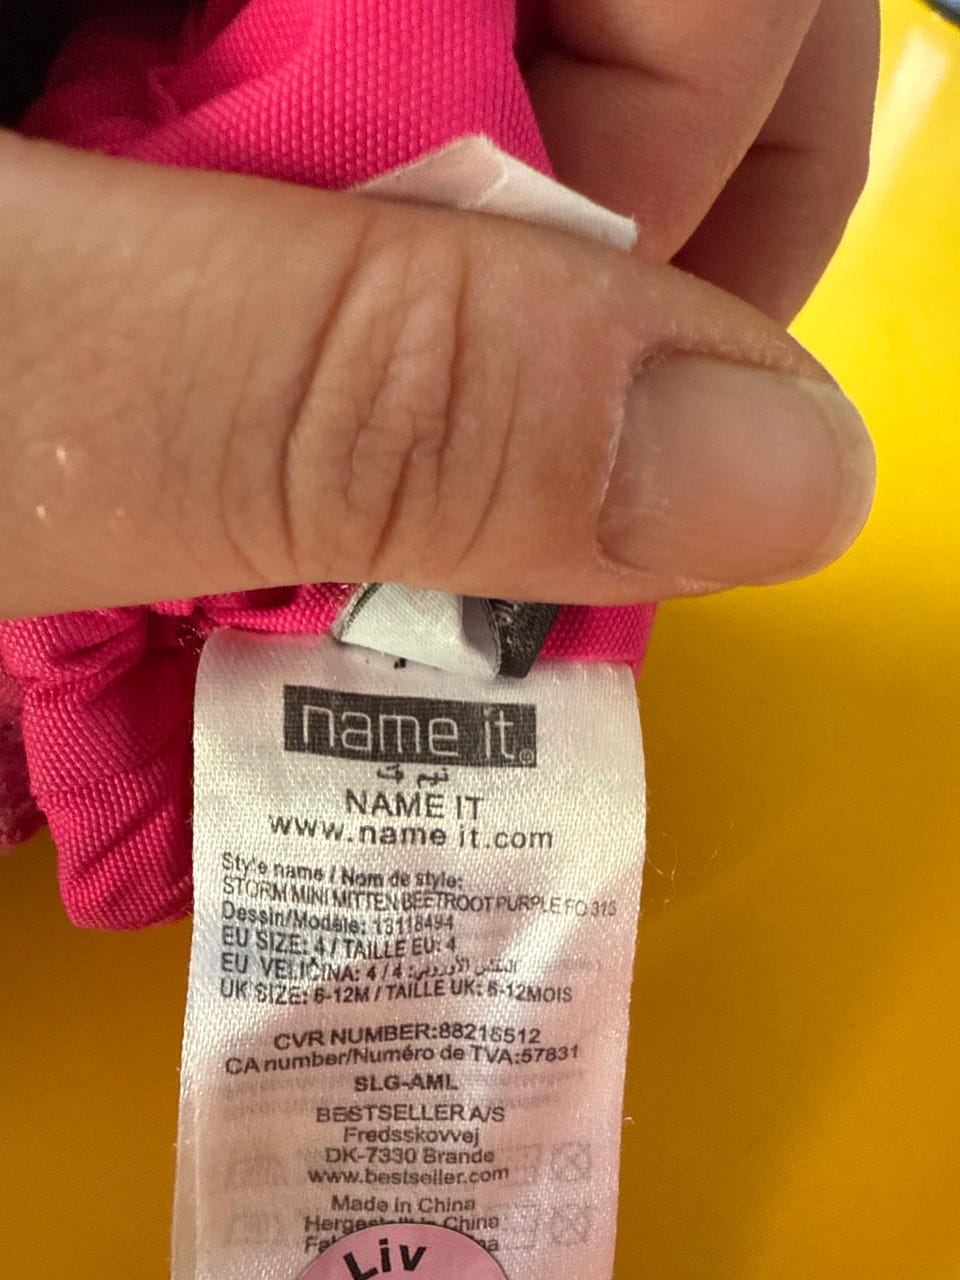 name it
نيم ت
NAME IT
www.name it.com
Style name / Nom de style:
STORM MINI MITTEN BEETROOT PURPLE FO 316
Dessin/Modèle: 13118494
EU SIZE: 4 / TAILLE EU: 4
EU VELIČINA: 4 / 4 :المقاس الأوروبي
UK SIZE: 6-12M / TAILLE UK: 6-12MOIS
CVR NUMBER:88216512
CA number/Numéro de TVA:57831
SLG-AML
BESTSELLER A/S
Fredsskovvej
DK-7330 Brande
www.bestseller.com
Made in China
China
Liv